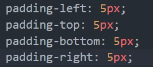 padding-left: 5px;
padding-top: 5px;
padding-bottom: 5px;
padding-right: 5px;